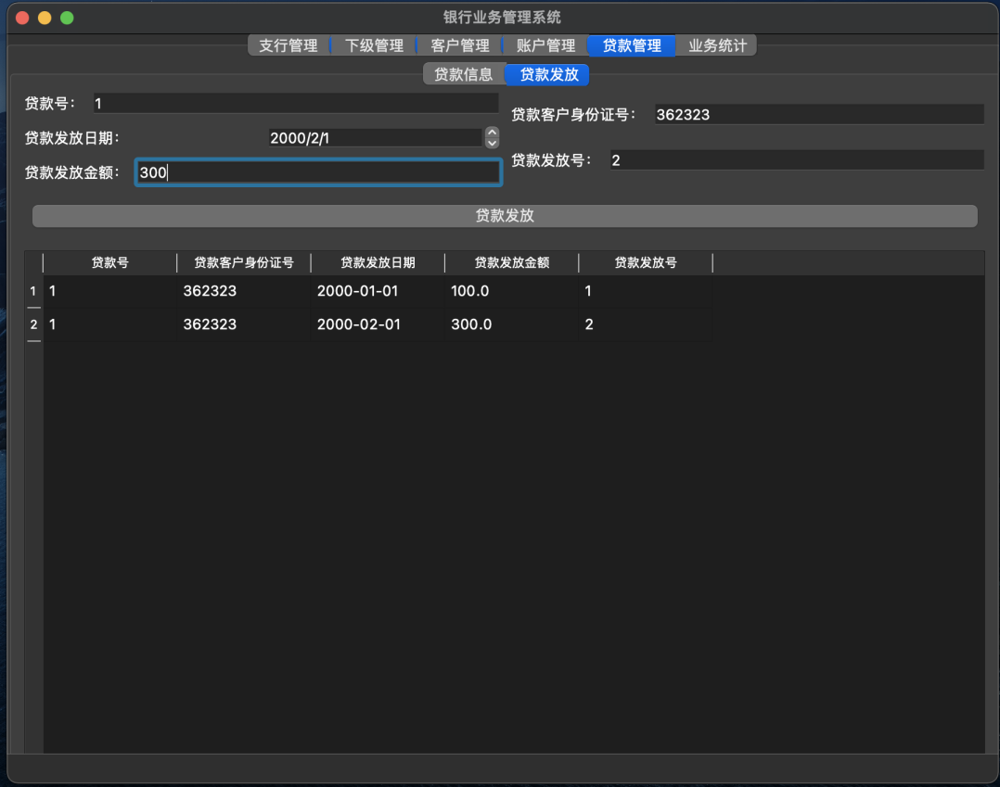 银行业务管理系统
支行管理 下级管理 客户管理 账户管理 贷款管理 业务统计
贷款信息 贷款发放
贷款号： 1
贷款客户身份证号： 362323
贷款发放日期： 2000/2/1
贷款发放号： 2
贷款发放金额： 300
贷款发放
贷款号 贷款客户身份证号 贷款发放日期 贷款发放金额 贷款发放号
1 1 362323 2000-01-01 100.0 1
2 1 362323 2000-02-01 300.0 2